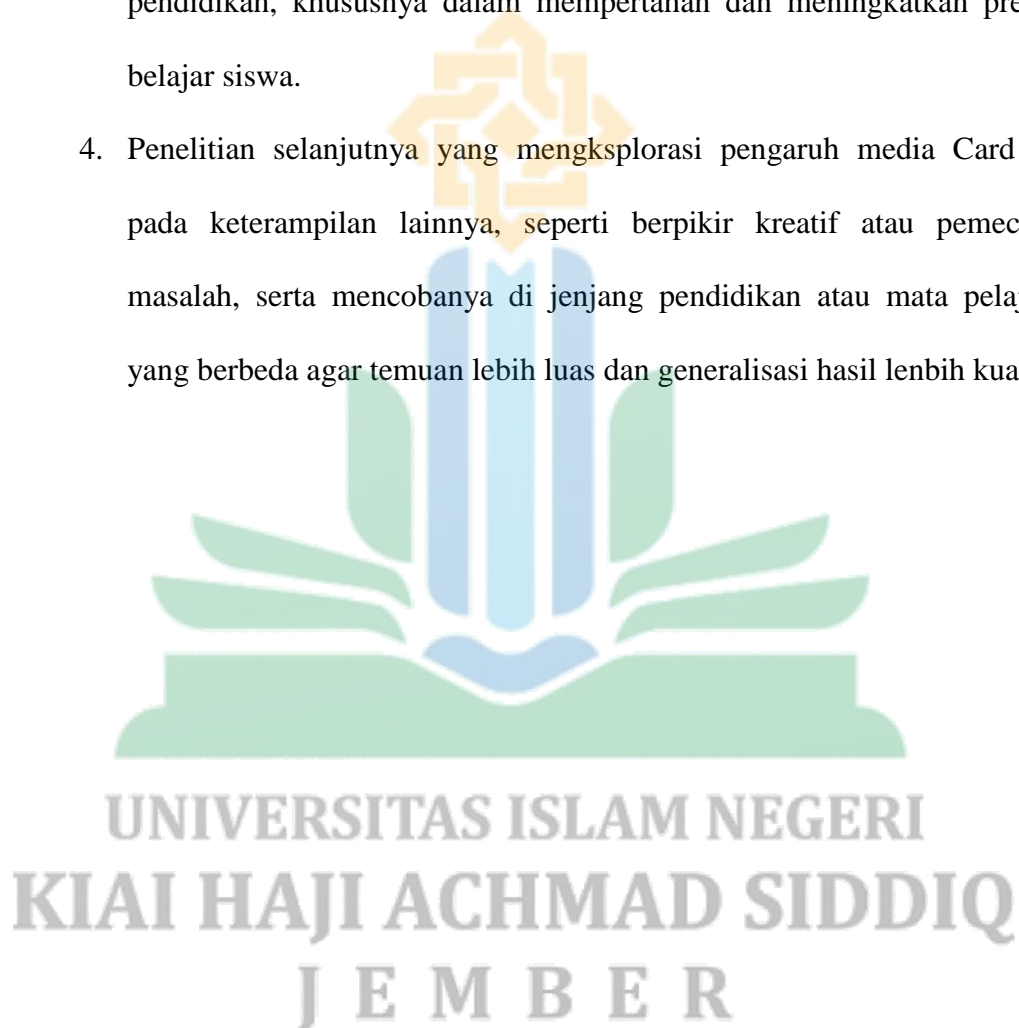 pendidikan, khususnya dalam mempertahan dan meningkatkan pre
belajar siswa.
4. Penelitian selanjutnya yang mengksplorasi pengaruh media Card
pada keterampilan lainnya, seperti berpikir kreatif atau pemec
masalah, serta mencobanya di jenjang pendidikan atau mata pelaj
yang berbeda agar temuan lebih luas dan generalisasi hasil lenbih kua
UNIVERSITAS ISLAM NEGERI
KIAI HAJI ACHMAD SIDDIQ
JEMBER